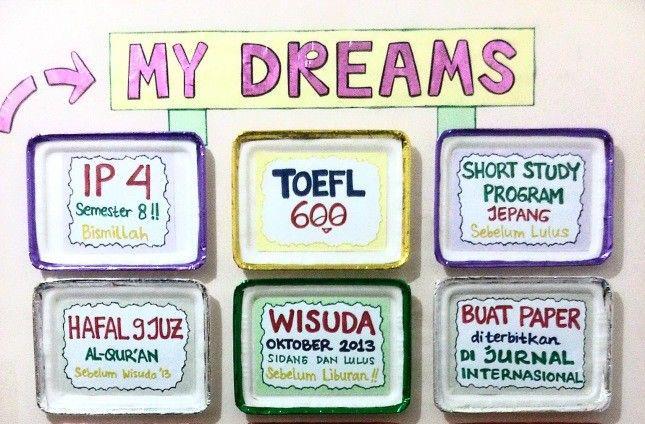 MY DREAMS
IP 4
Semester 8!!
Bismillah
TOEFL
600
SHORT STUDY
PROGRAM
JEPANG
Sebelum Lulus
HAFAL 9 JUZ
AL-QUR'AN
Sebelum Wisuda '13
WISUDA
OKTOBER 2013
SIDANG DAN LULUS
Sebelum Liburan!!
BUAT PAPER
diterbitkan
DI JURNAL
INTERNASIONAL